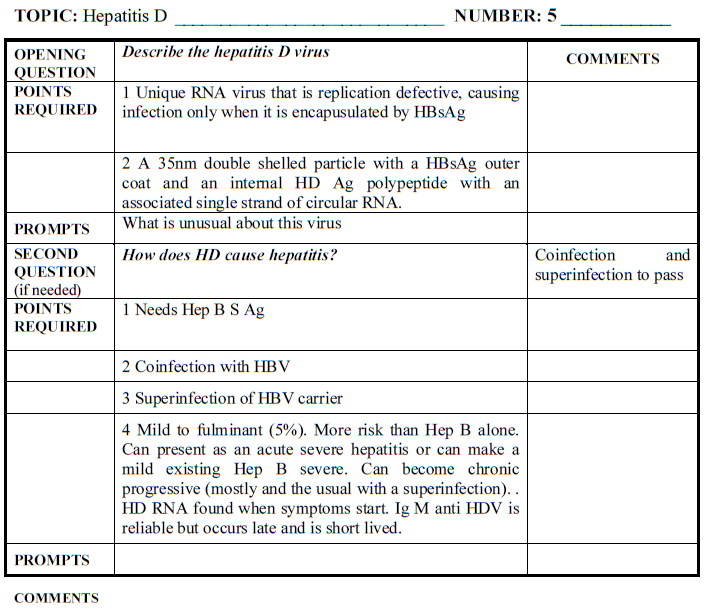 TOPIC: Hepatitis D NUMBER: 5
OPENING QUESTION
Describe the hepatitis D virus
COMMENTS
POINTS REQUIRED
1 Unique RNA virus that is replication defective, causing
infection only when it is encapusulated by HBsAg
2 A 35nm double shelled particle with a HBsAg outer
coat and an internal HD Ag polypeptide with an
associated single strand of circular RNA.
PROMPTS
What is unusual about this virus
SECOND
QUESTION
(if needed)
How does HD cause hepatitis?
Coinfection and
superinfection to pass
POINTS
REQUIRED
1 Needs Hep B S Ag
2 Coinfection with HBV
3 Superinfection of HBV carrier
4 Mild to fulminant (5%). More risk than Hep B alone.
Can present as an acute severe hepatitis or can make a
mild existing Hep B severe. Can become chronic
progressive (mostly and the usual with a superinfection). .
HD RNA found when symptoms start. Ig M anti HDV is
reliable but occurs late and is short lived.
PROMPTS
COMMENTS